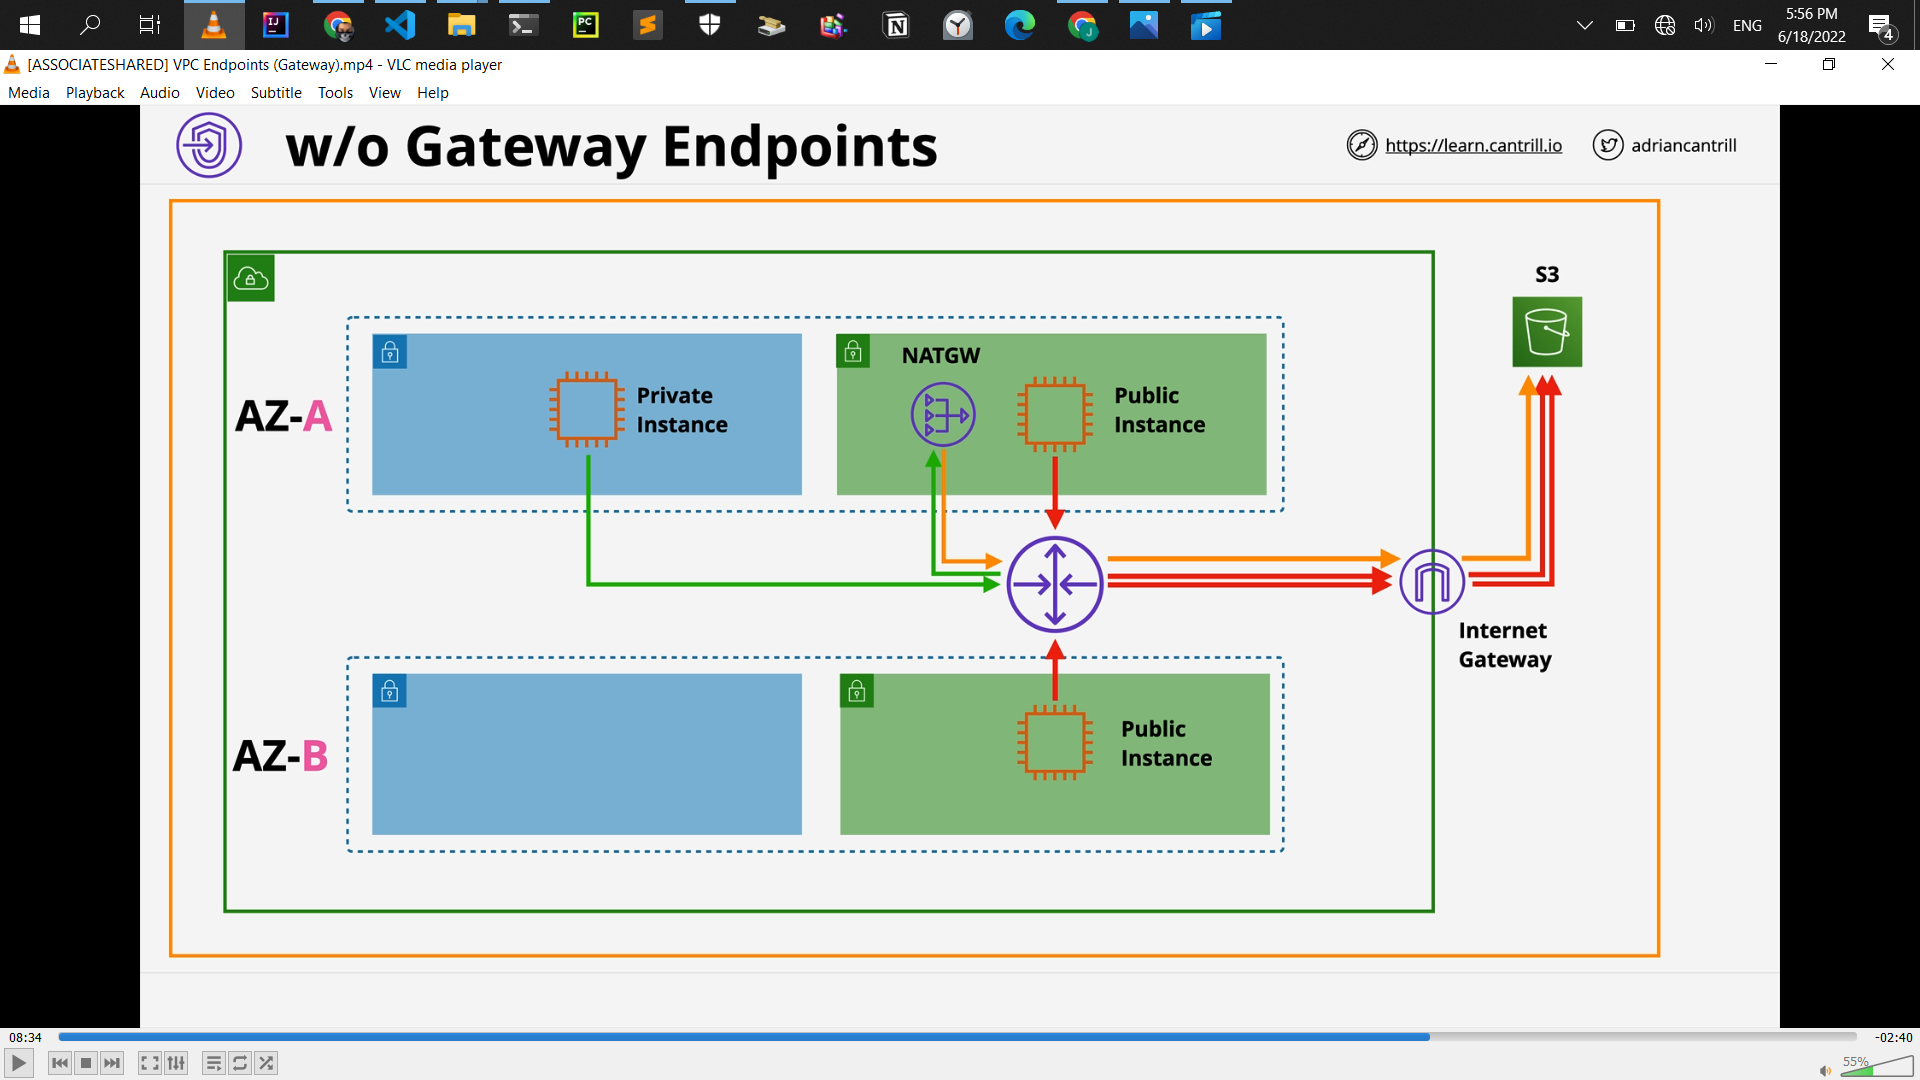 IJ
PC
N
J
ENG
5:56 PM
6/18/2022
4
[ASSOCIATESHARED] VPC Endpoints (Gateway).mp4 - VLC media player
Media Playback Audio Video Subtitle Tools View Help
w/o Gateway Endpoints
https://learn.cantrill.io
adriancantrill
S3
NATGW
AZ-A
Private
Instance
Public
Instance
Internet
Gateway
AZ-B
Public
Instance
08:34
-02:40
55%